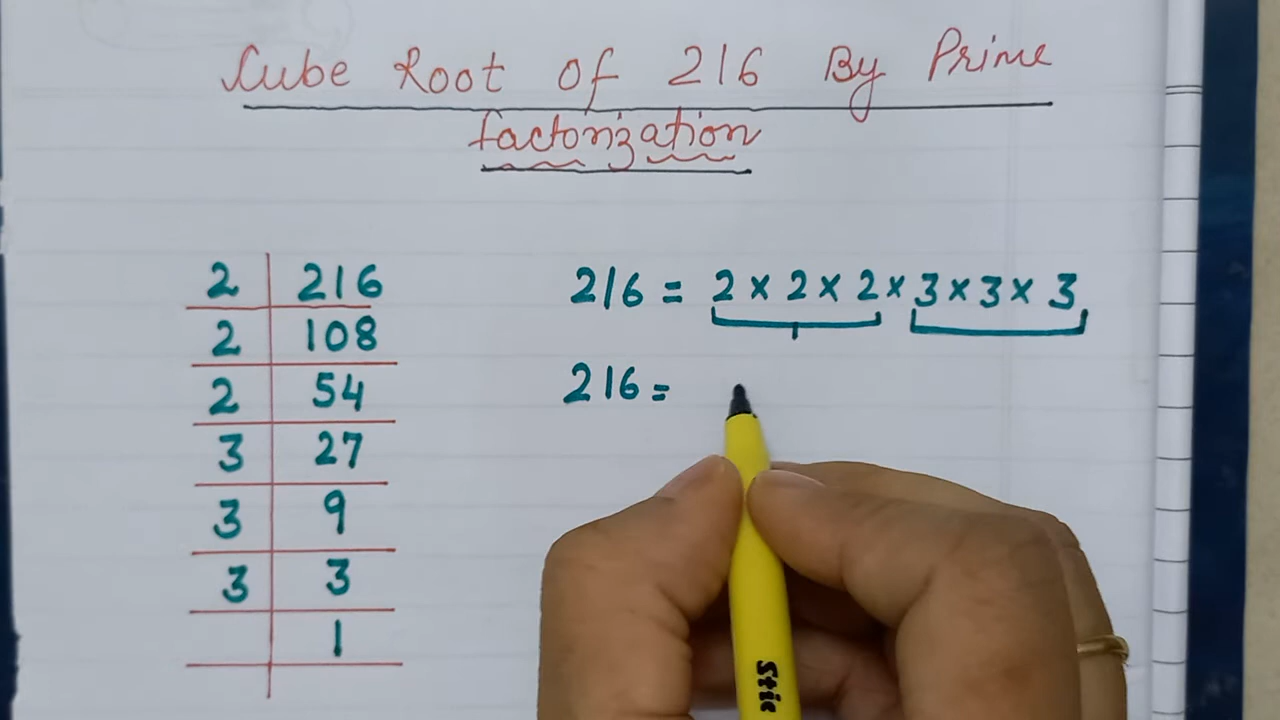 Cube Root Of 216 By Prime
factorization
2 216
2 108
2 54
3 27
3 9
3 3
1
216 = 2 × 2 × 2 × 3 × 3 × 3
216 =
Stic